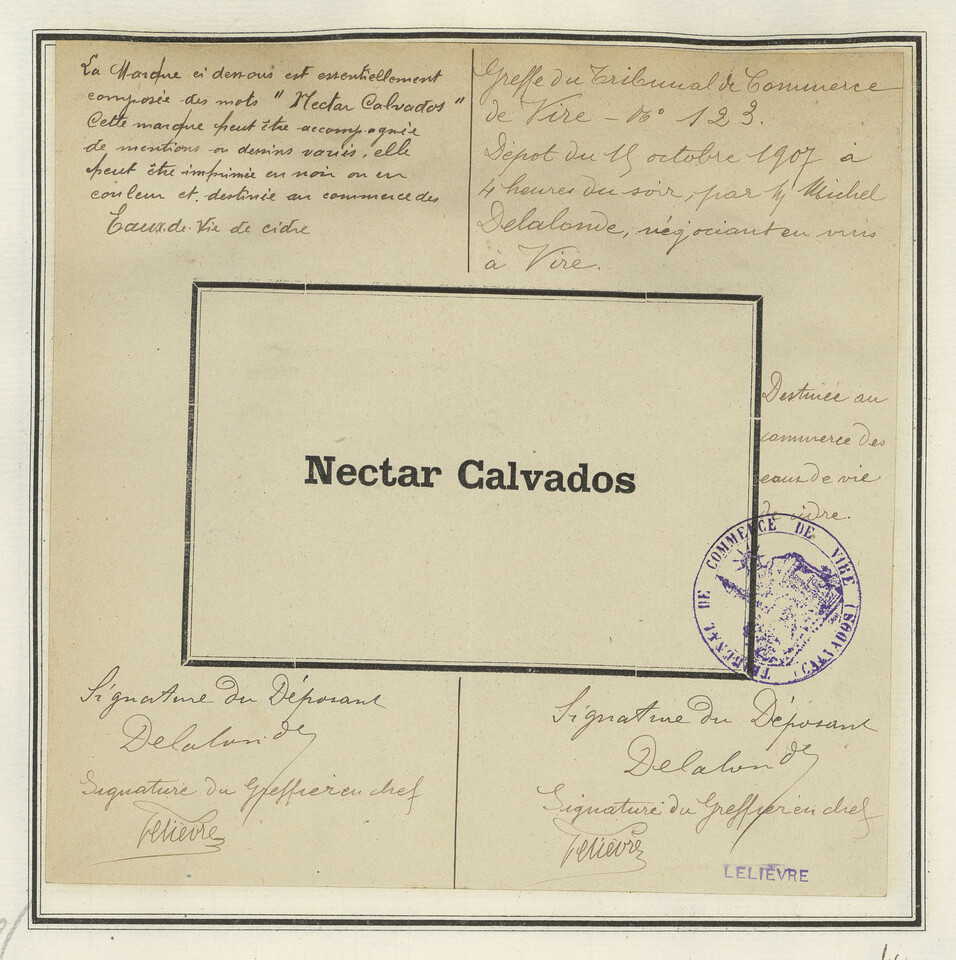 La Marque ci dessous est essentiellement
composée des mots " Nectar Calvados "
Cette marque peut être accompagnée
de mentions ou dessins variés, elle
peut être imprimée en noir ou en
couleur et destinée au commerce des
Eaux de Vie de cidre
Greffe du Tribunal de Commerce
de Vire - No 123.
Dépot du 15 octobre 1907 à
4 heures du soir, par M Michel
Delalonde, négociant en vins
à Vire.
Nectar Calvados
Destinée au
commerce des
eaux de vie
de cidre.
TRIBUNAL DE COMMERCE DE VIRE (CALVADOS)
Signature du Déposant
Delalonde
Signature du Greffier en chef
Lelièvre
Signature du Déposant
Delalonde
Signature du Greffier en chef
Lelièvre
LELIÈVRE